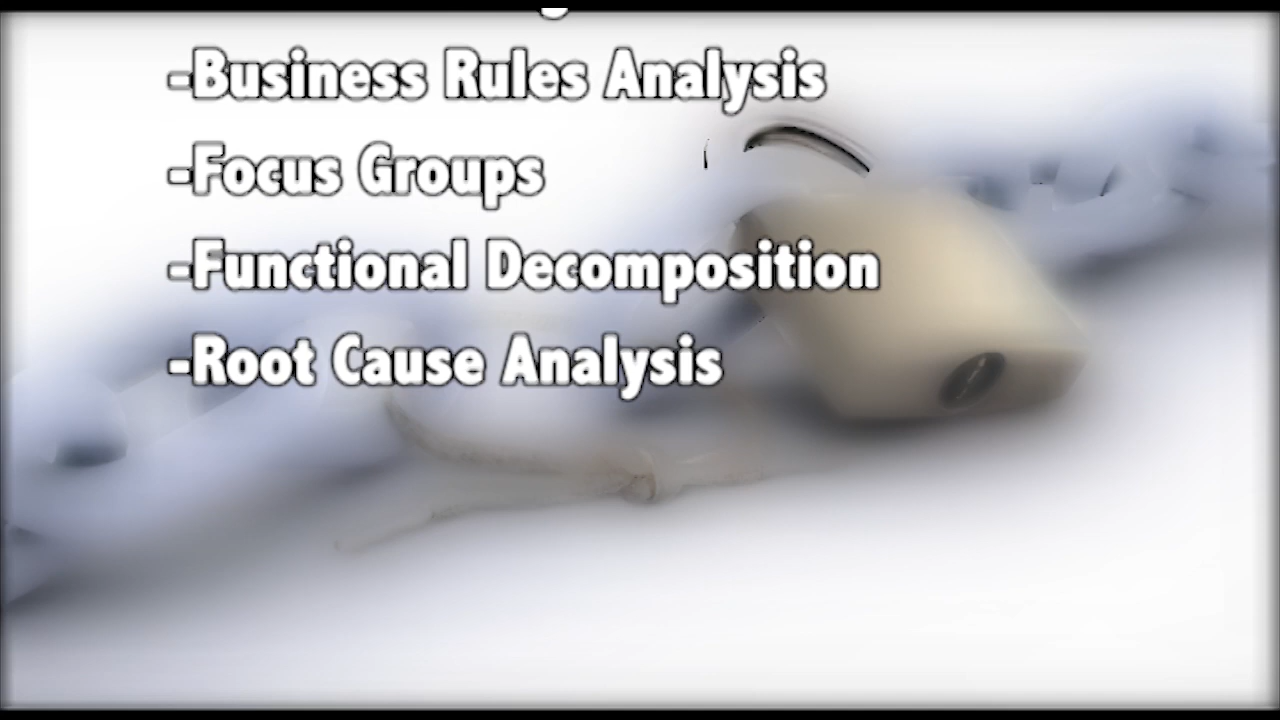 -Business Rules Analysis
-Focus Groups
-Functional Decomposition
-Root Cause Analysis